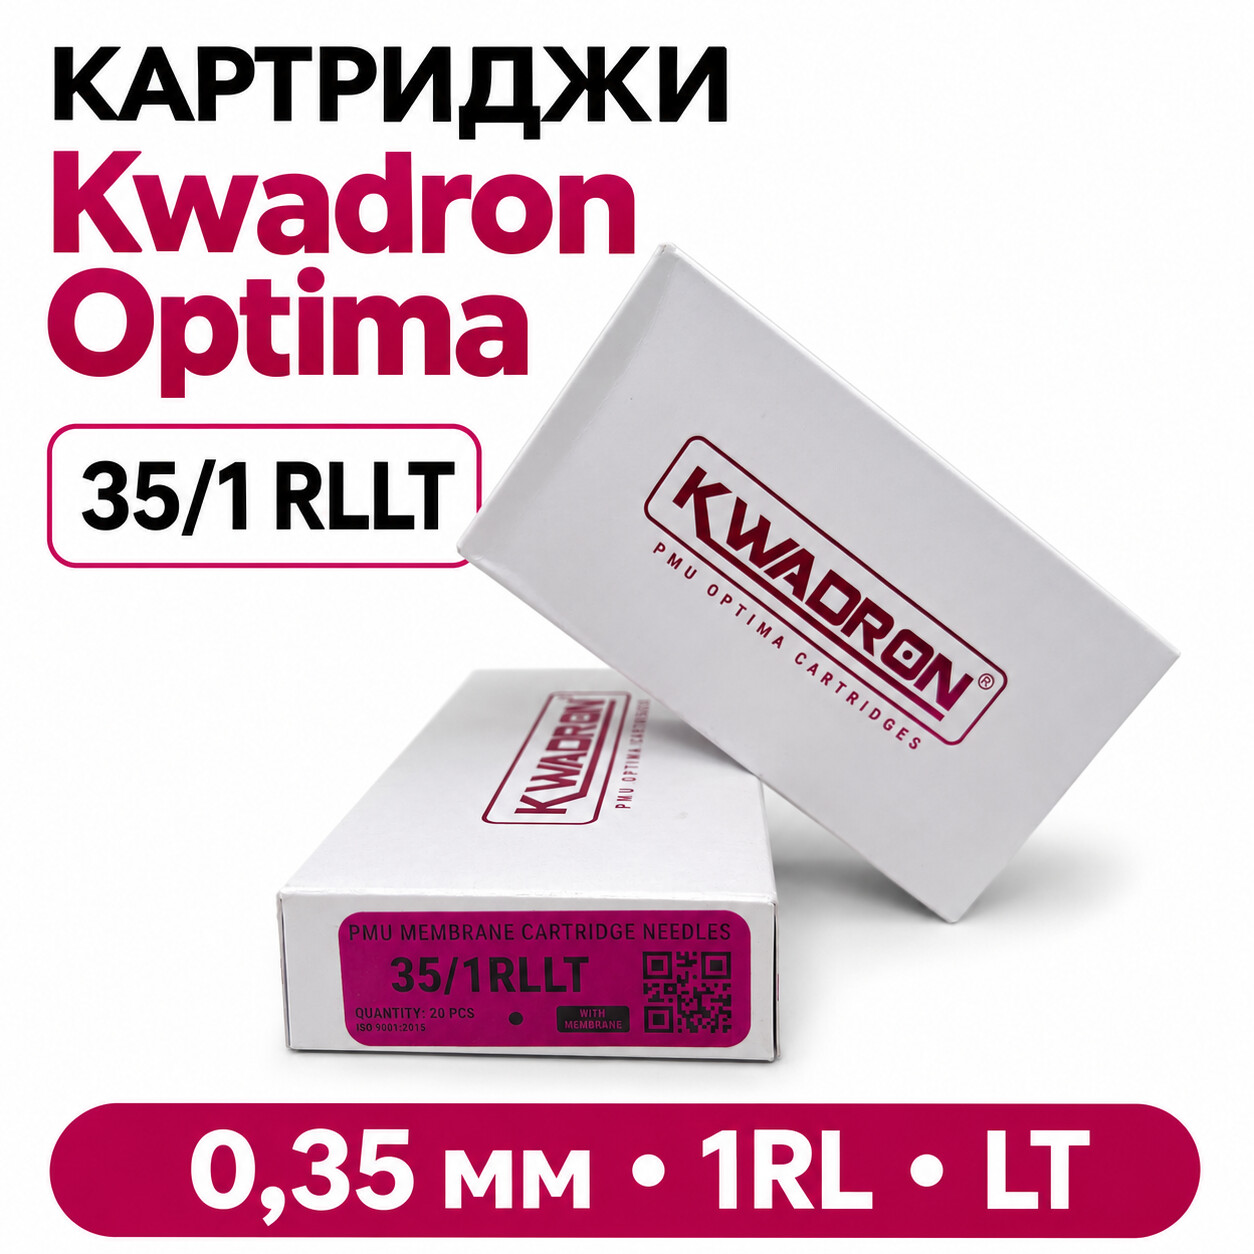 КАРТРИДЖИ
Kwadron
Optima
35/1 RLLT
KWADRON®
PMU OPTIMA CARTRIDGES
KWADRON
PMU OPTIMA CARTRIDGES
PMU MEMBRANE CARTRIDGE NEEDLES
35/1RLLT
QUANTITY: 20 PCS
ISO 9001:2015
WITH
MEMBRANE
0,35 мм • 1RL • LT